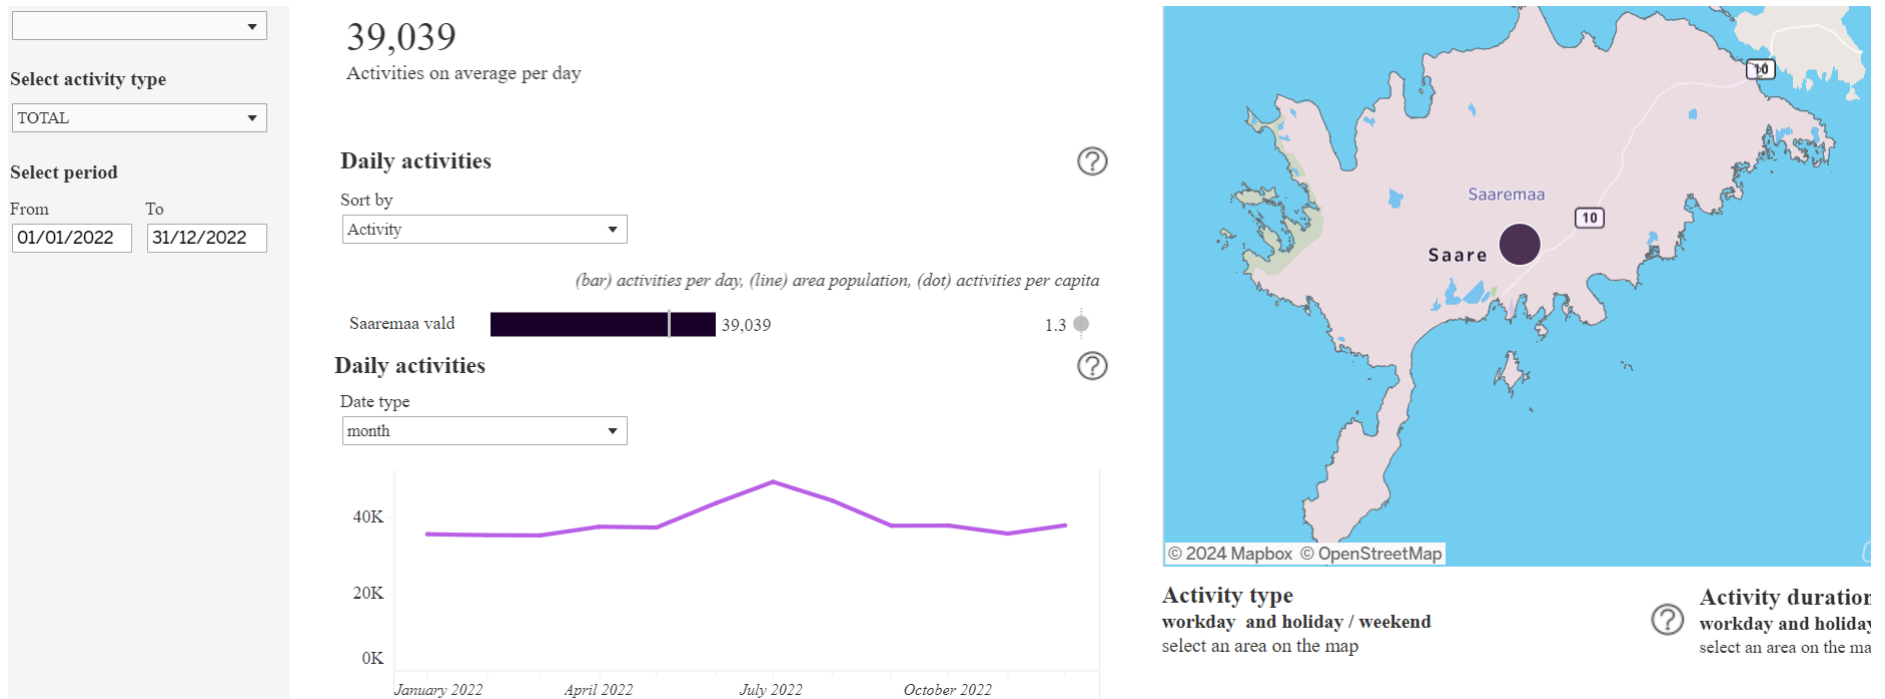 Select activity type
TOTAL
Select period
From To
01/01/2022 31/12/2022
39,039
Activities on average per day
Daily activities
?
Sort by
Activity
(bar) activities per day, (line) area population, (dot) activities per capita
Saaremaa vald 39,039 1.3
Daily activities
?
Date type
month
40K
20K
0K
January 2022 April 2022 July 2022 October 2022
10
Saaremaa
10
Saare
© 2024 Mapbox © OpenStreetMap
Activity type
workday and holiday / weekend
select an area on the map
?
Activity duration
workday and holiday
select an area on the ma